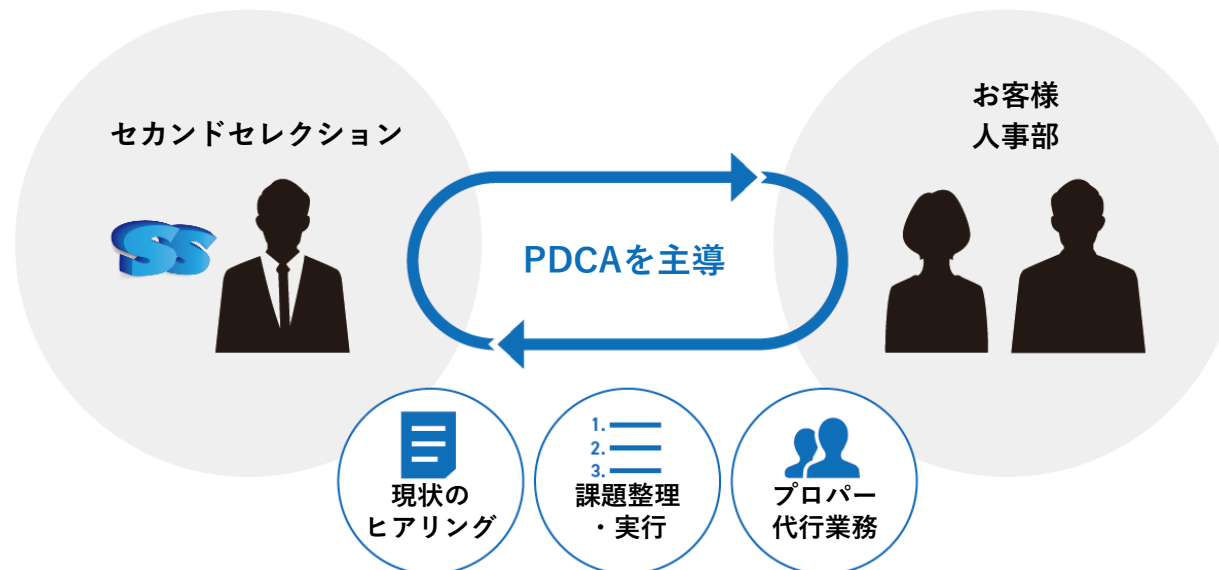 セカンドセレクション
SS
お客様
人事部
PDCAを主導
1.
2.
3.
現状の
ヒアリング
課題整理
・実行
プロパー
代行業務